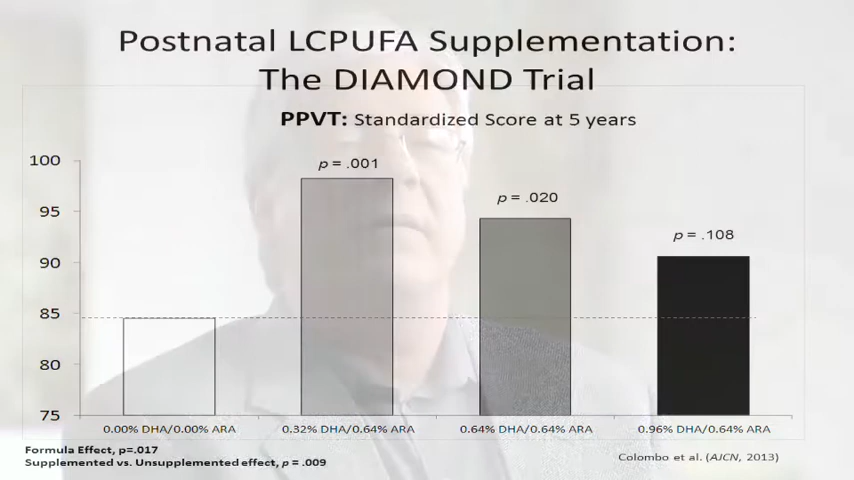 Postnatal LCPUFA Supplementation:
The DIAMOND Trial
PPVT: Standardized Score at 5 years
100
95
90
85
80
75
p = .001
p = .020
p = .108
0.00% DHA/0.00% ARA
0.32% DHA/0.64% ARA
0.64% DHA/0.64% ARA
0.96% DHA/0.64% ARA
Formula Effect, p=.017
Supplemented vs. Unsupplemented effect, p = .009
Colombo et al. (AJCN, 2013)